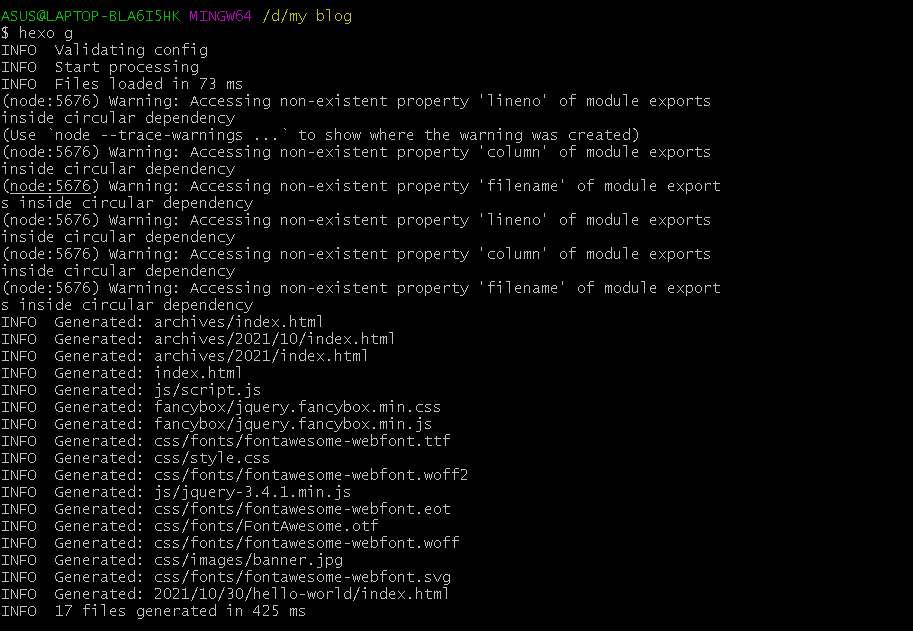 ASUS@LAPTOP-BLA6I5HK MINGW64 /d/my blog
$ hexo g
INFO  Validating config
INFO  Start processing
INFO  Files loaded in 73 ms
(node:5676) Warning: Accessing non-existent property 'lineno' of module exports
inside circular dependency
(Use `node --trace-warnings ...` to show where the warning was created)
(node:5676) Warning: Accessing non-existent property 'column' of module exports
inside circular dependency
(node:5676) Warning: Accessing non-existent property 'filename' of module export
s inside circular dependency
(node:5676) Warning: Accessing non-existent property 'lineno' of module exports
inside circular dependency
(node:5676) Warning: Accessing non-existent property 'column' of module exports
inside circular dependency
(node:5676) Warning: Accessing non-existent property 'filename' of module export
s inside circular dependency
INFO  Generated: archives/index.html
INFO  Generated: archives/2021/10/index.html
INFO  Generated: archives/2021/index.html
INFO  Generated: index.html
INFO  Generated: js/script.js
INFO  Generated: fancybox/jquery.fancybox.min.css
INFO  Generated: fancybox/jquery.fancybox.min.js
INFO  Generated: css/fonts/fontawesome-webfont.ttf
INFO  Generated: css/style.css
INFO  Generated: css/fonts/fontawesome-webfont.woff2
INFO  Generated: js/jquery-3.4.1.min.js
INFO  Generated: css/fonts/fontawesome-webfont.eot
INFO  Generated: css/fonts/FontAwesome.otf
INFO  Generated: css/fonts/fontawesome-webfont.woff
INFO  Generated: css/images/banner.jpg
INFO  Generated: css/fonts/fontawesome-webfont.svg
INFO  Generated: 2021/10/30/hello-world/index.html
INFO  17 files generated in 425 ms